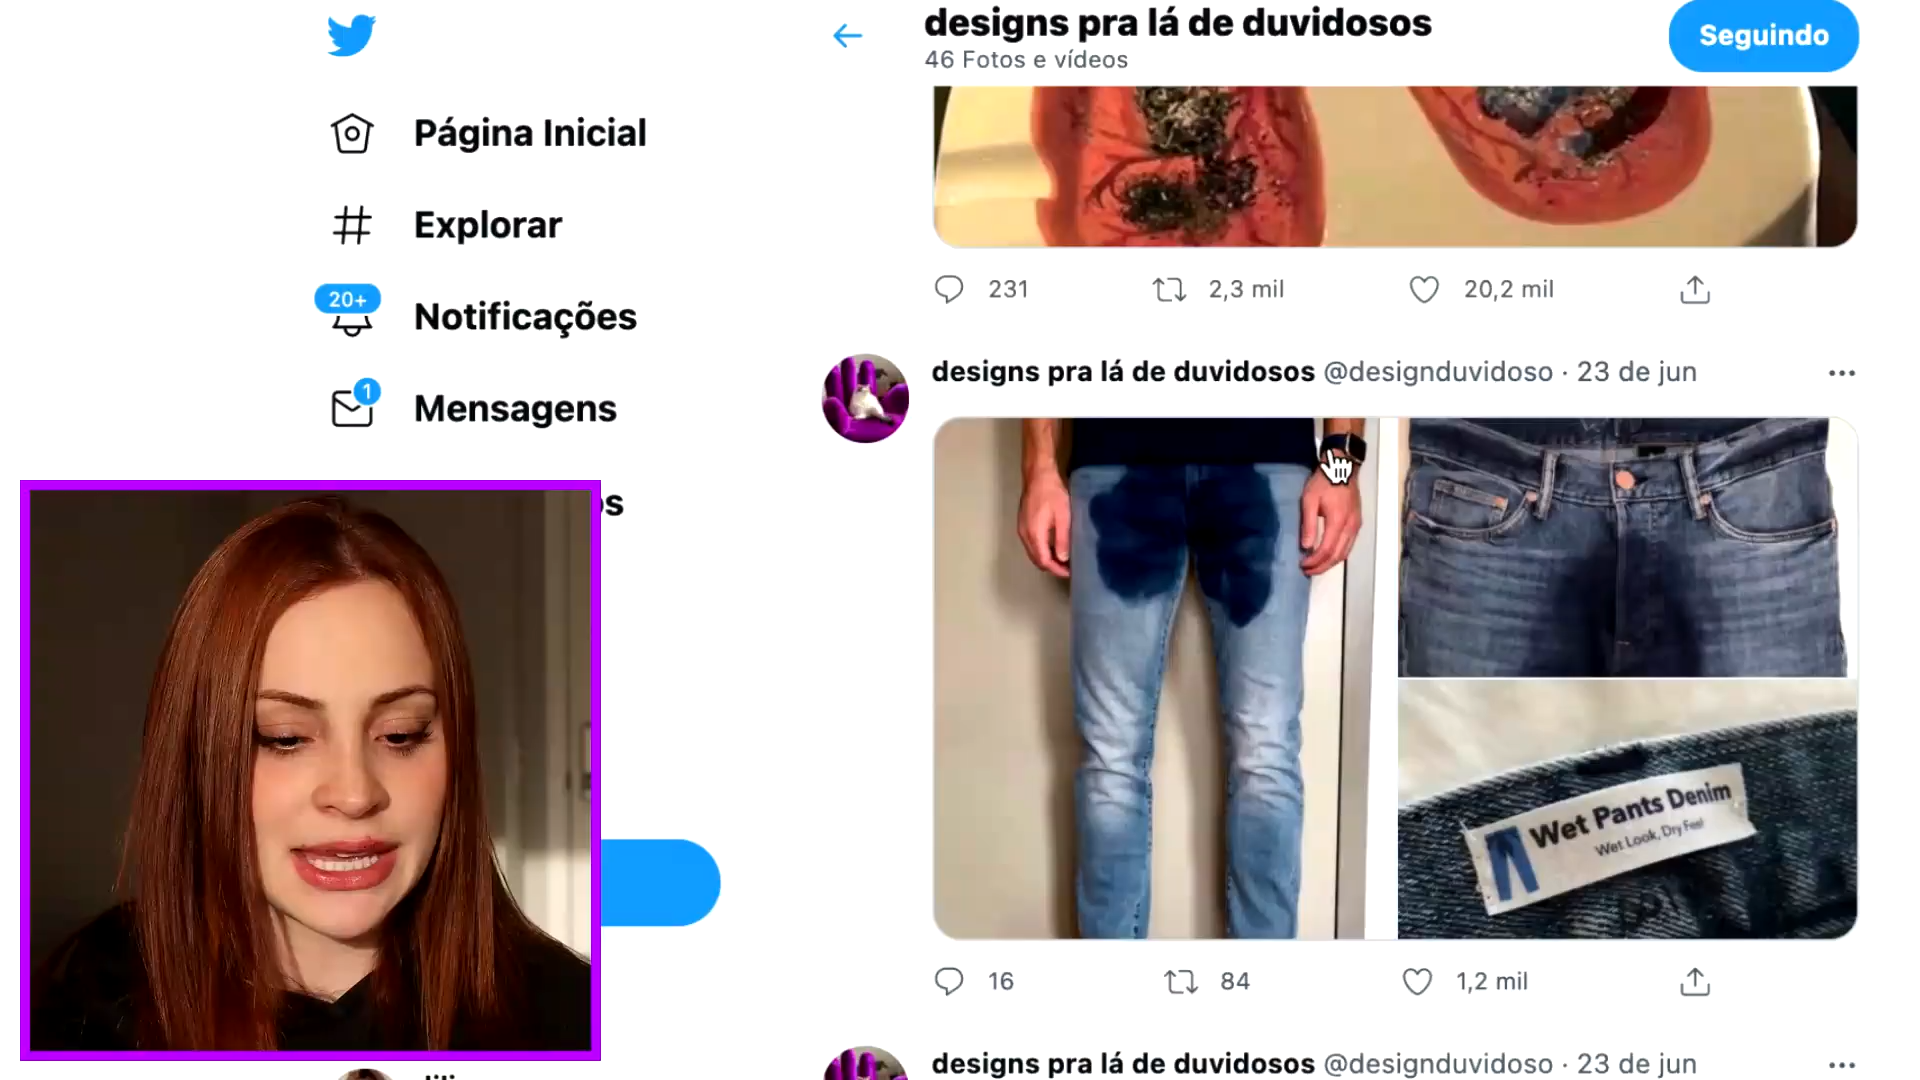 designs pra lá de duvidosos
46 Fotos e vídeos
Seguindo
Página Inicial
Explorar
20+
Notificações
1
Mensagens
os
231
2,3 mil
20,2 mil
designs pra lá de duvidosos @designduvidoso · 23 de jun
Wet Pants Denim
Wet Look, Dry Feel
16
84
1,2 mil
designs pra lá de duvidosos @designduvidoso · 23 de jun